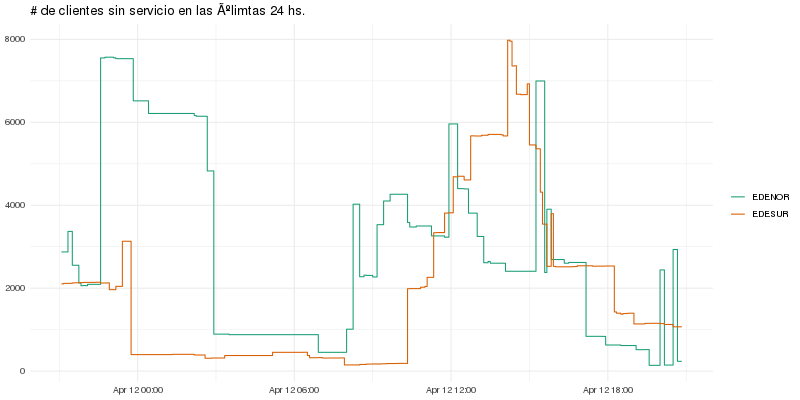 # de clientes sin servicio en las Ãºlimtas 24 hs.
8000
6000
4000
2000
0
Apr 12 00:00
Apr 12 06:00
Apr 12 12:00
Apr 12 18:00
EDENOR
EDESUR